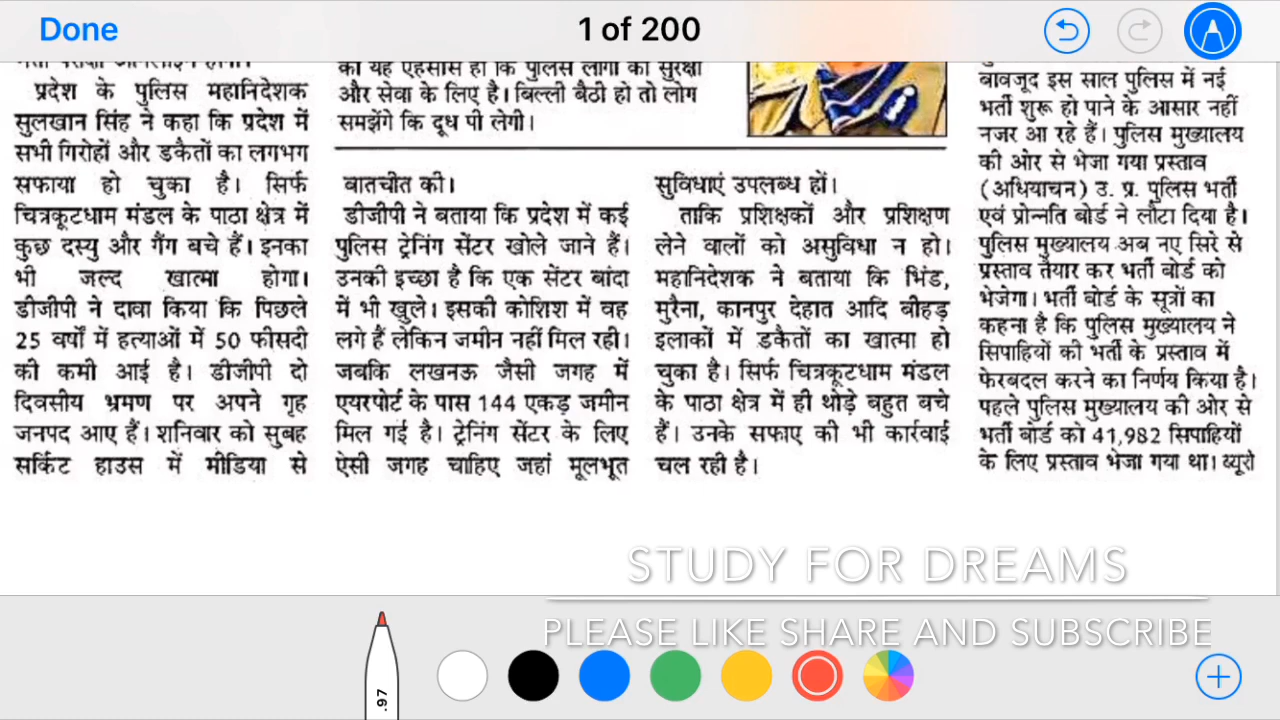 Done
1 of 200
प्रदेश के पुलिस महानिदेशक
सुलखान सिंह ने कहा कि प्रदेश में
सभी गिरोहों और डकैतों का लगभग
सफाया हो चुका है। सिर्फ
चित्रकूटधाम मंडल के पाठा क्षेत्र में
कुछ दस्यु और गैंग बचे हैं। इनका
भी जल्द खात्मा होगा।
डीजीपी ने दावा किया कि पिछले
25 वर्षों में हत्याओं में 50 फीसदी
की कमी आई है। डीजीपी दो
दिवसीय भ्रमण पर अपने गृह
जनपद आए हैं। शनिवार को सुबह
सर्किट हाउस में मीडिया से
को यह एहसास हो कि पुलिस लोगों की सुरक्षा
और सेवा के लिए है। बिल्ली बैठी हो तो लोग
समझेंगे कि दूध पी लेगी।
बातचीत की।
डीजीपी ने बताया कि प्रदेश में कई
पुलिस ट्रेनिंग सेंटर खोले जाने हैं।
उनकी इच्छा है कि एक सेंटर बांदा
में भी खुले। इसकी कोशिश में वह
लगे हैं लेकिन जमीन नहीं मिल रही।
जबकि लखनऊ जैसी जगह में
एयरपोर्ट के पास 144 एकड़ जमीन
मिल गई है। ट्रेनिंग सेंटर के लिए
ऐसी जगह चाहिए जहां मूलभूत
सुविधाएं उपलब्ध हों।
ताकि प्रशिक्षकों और प्रशिक्षण
लेने वालों को असुविधा न हो।
महानिदेशक ने बताया कि भिंड,
मुरैना, कानपुर देहात आदि बीहड़
इलाकों में डकैतों का खात्मा हो
चुका है। सिर्फ चित्रकूटधाम मंडल
के पाठा क्षेत्र में ही थोड़े बहुत बचे
हैं। उनके सफाए की भी कार्रवाई
चल रही है।
बावजूद इस साल पुलिस में नई
भर्ती शुरू हो पाने के आसार नहीं
नजर आ रहे हैं। पुलिस मुख्यालय
की ओर से भेजा गया प्रस्ताव
(अधियाचन) उ. प्र. पुलिस भर्ती
एवं प्रोन्नति बोर्ड ने लौटा दिया है।
पुलिस मुख्यालय अब नए सिरे से
प्रस्ताव तैयार कर भर्ती बोर्ड को
भेजेगा। भर्ती बोर्ड के सूत्रों का
कहना है कि पुलिस मुख्यालय ने
सिपाहियों की भर्ती के प्रस्ताव में
फेरबदल करने का निर्णय किया है।
पहले पुलिस मुख्यालय की ओर से
भर्ती बोर्ड को 41,982 सिपाहियों
के लिए प्रस्ताव भेजा गया था। ब्यूरो
STUDY FOR DREAMS
PLEASE LIKE SHARE AND SUBSCRIBE
.97